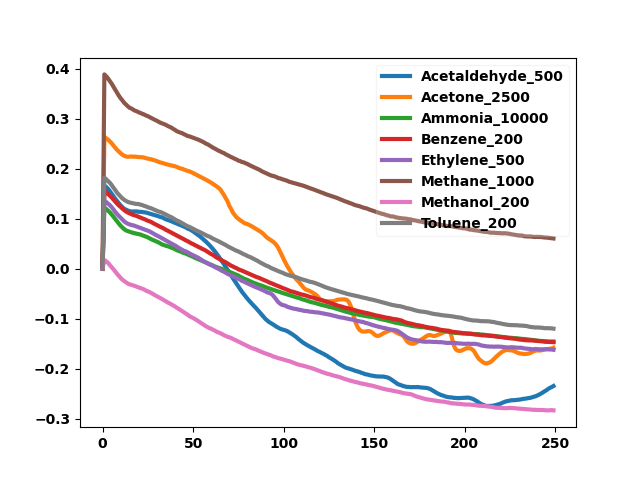 0.4
0.3
0.2
0.1
0.0
−0.1
−0.2
−0.3
0 50 100 150 200 250
Acetaldehyde_500
Acetone_2500
Ammonia_10000
Benzene_200
Ethylene_500
Methane_1000
Methanol_200
Toluene_200